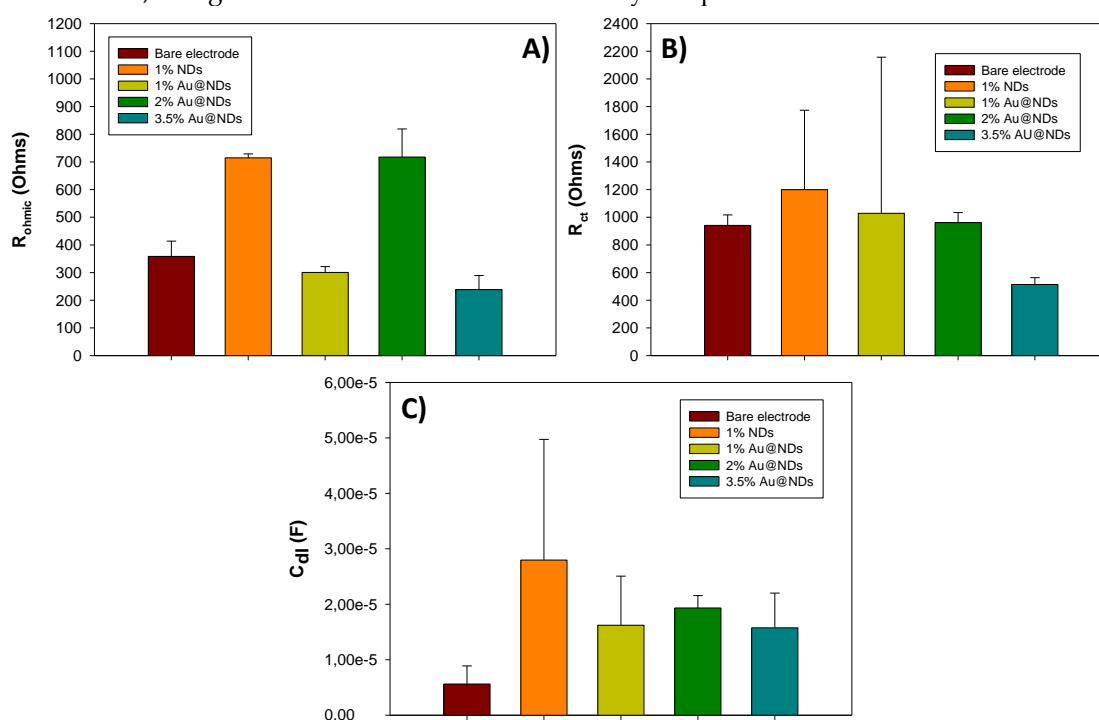 A)
Bare electrode
1% NDs
1% Au@NDs
2% Au@NDs
3.5% Au@NDs
R ohmic (Ohms)
1200
1100
1000
900
800
700
600
500
400
300
200
100
0
B)
Bare electrode
1% NDs
1% Au@NDs
2% Au@NDs
3.5% AU@NDs
R ct (Ohms)
2400
2200
2000
1800
1600
1400
1200
1000
800
600
400
200
0
C)
Bare electrode
1% NDs
1% Au@NDs
2% Au@NDs
3.5% Au@NDs
C dl (F)
6,00e-5
5,00e-5
4,00e-5
3,00e-5
2,00e-5
1,00e-5
0,00